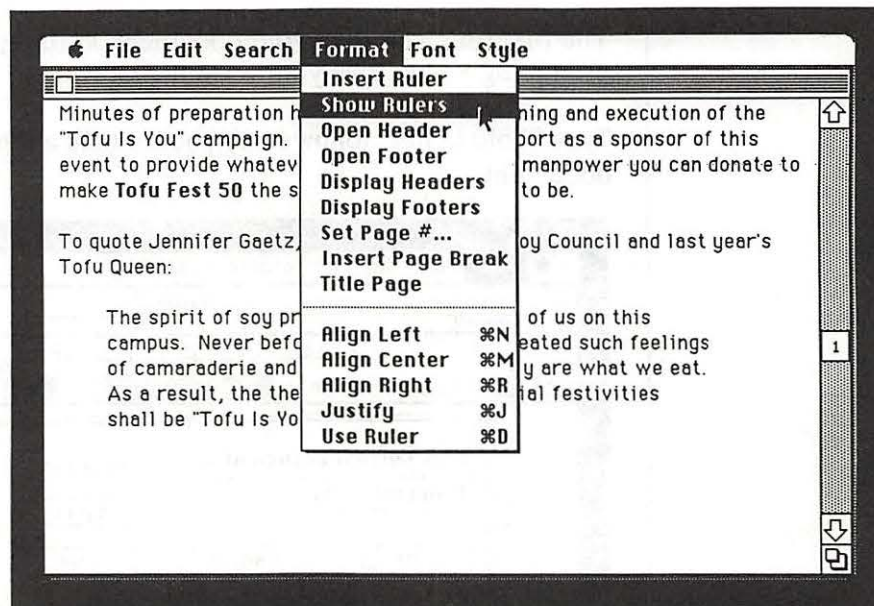 File Edit Search Format Font Style
Insert Ruler
Show Rulers
Open Header
Open Footer
Display Headers
Display Footers
Set Page #...
Insert Page Break
Title Page
Align Left ⌘N
Align Center ⌘M
Align Right ⌘R
Justify ⌘J
Use Ruler ⌘D
Minutes of preparation h ning and execution of the
"Tofu Is You" campaign. port as a sponsor of this
event to provide whatev manpower you can donate to
make Tofu Fest 50 the s to be.
To quote Jennifer Gaetz, oy Council and last year's
Tofu Queen:
The spirit of soy pr of us on this
campus. Never befo eated such feelings
of camaraderie and y are what we eat.
As a result, the the ial festivities
shall be "Tofu Is Yo
1